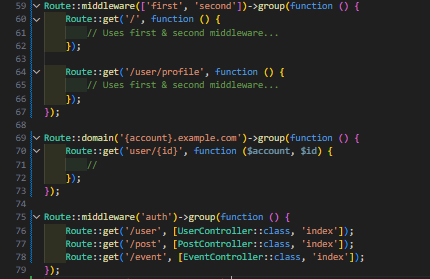 59 Route::middleware(['first', 'second'])->group(function () {
60     Route::get('/', function () {
61         // Uses first & second middleware...
62     });
63
64     Route::get('/user/profile', function () {
65         // Uses first & second middleware...
66     });
67 });
68
69 Route::domain('{account}.example.com')->group(function () {
70     Route::get('user/{id}', function ($account, $id) {
71         //
72     });
73 });
74
75 Route::middleware('auth')->group(function () {
76     Route::get('/user', [UserController::class, 'index']);
77     Route::get('/post', [PostController::class, 'index']);
78     Route::get('/event', [EventController::class, 'index']);
79 });